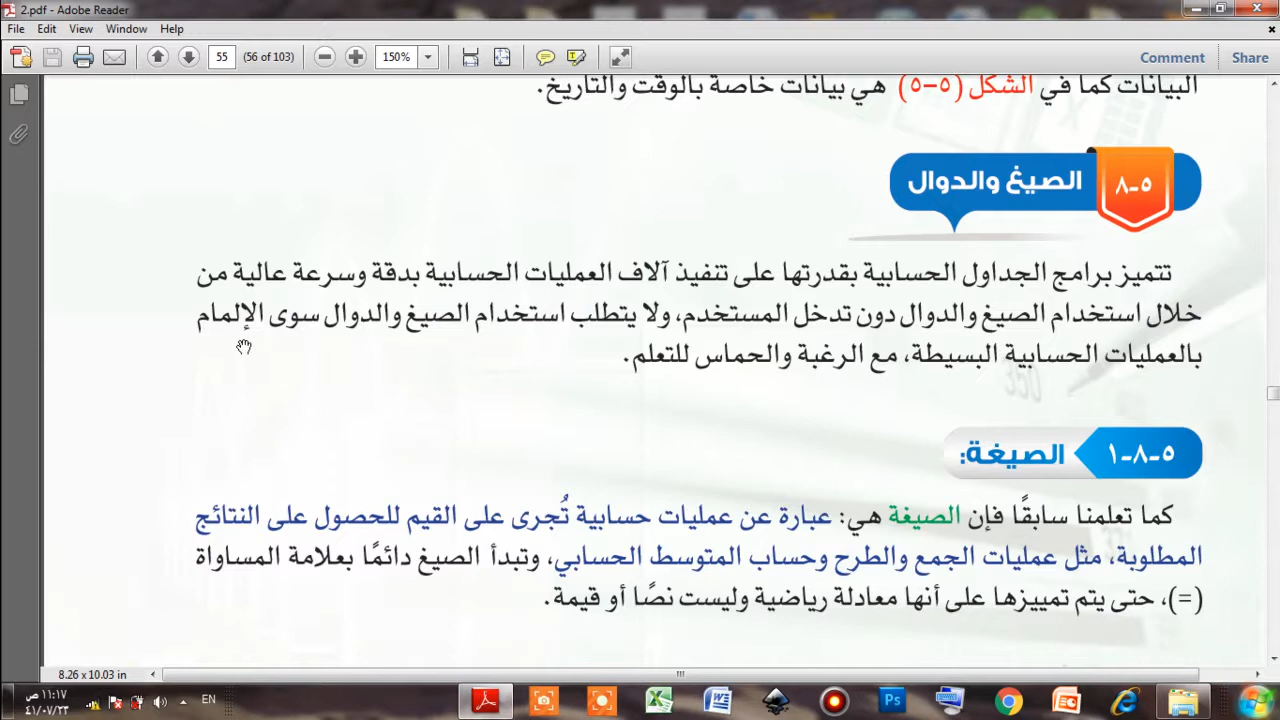 2.pdf - Adobe Reader
File Edit View Window Help
55 (56 of 103) 150% Comment Share
البيانات كما في الشكل (٥-٥) هي بيانات خاصة بالوقت والتاريخ.
٥-٨ الصيغ والدوال
تتميز برامج الجداول الحسابية بقدرتها على تنفيذ آلاف العمليات الحسابية بدقة وسرعة عالية من
خلال استخدام الصيغ والدوال دون تدخل المستخدم، ولا يتطلب استخدام الصيغ والدوال سوى الإلمام
بالعمليات الحسابية البسيطة، مع الرغبة والحماس للتعلم.
٥-٨-١ الصيغة:
كما تعلمنا سابقًا فإن الصيغة هي: عبارة عن عمليات حسابية تُجرى على القيم للحصول على النتائج
المطلوبة، مثل عمليات الجمع والطرح وحساب المتوسط الحسابي، وتبدأ الصيغ دائمًا بعلامة المساواة
(=)، حتى يتم تمييزها على أنها معادلة رياضية وليست نصًا أو قيمة.
8.26 x 10.03 in
EN
١١:١٧ ص
٤١/٠٧/٢٣